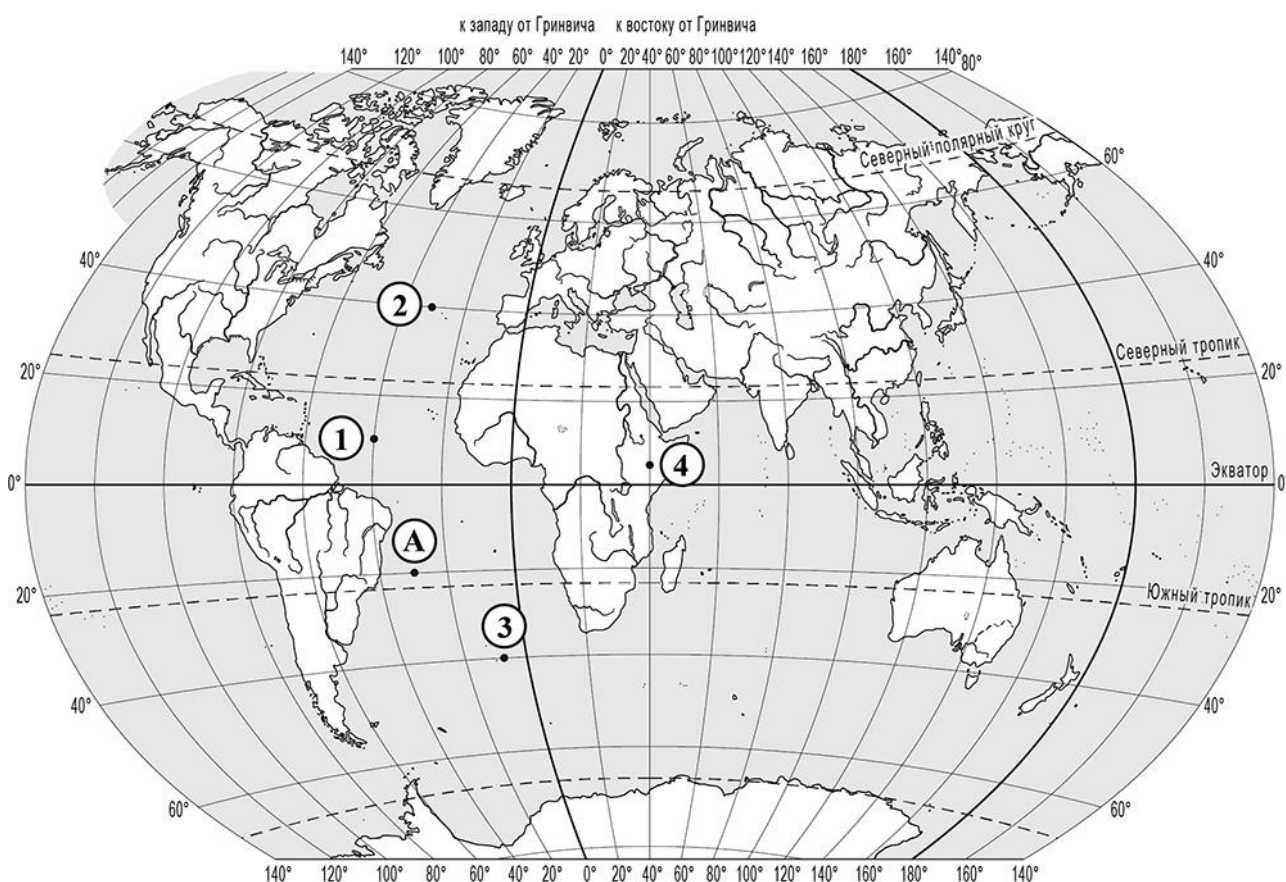 к западу от Гринвича к востоку от Гринвича
140° 120° 100° 80° 60° 40° 20° 0° 20° 40° 60° 80° 100° 120° 140° 160° 180° 160° 140° 80°
Северный полярный круг
60°
40° 40°
2
Северный тропик
20° 20°
1
4
Экватор
0° 0°
А
Южный тропик
20° 20°
3
40° 40°
60° 60°
140° 120° 100° 80° 60° 40° 20° 0° 20° 40° 60° 80° 100° 120° 140° 160° 180° 160° 140°